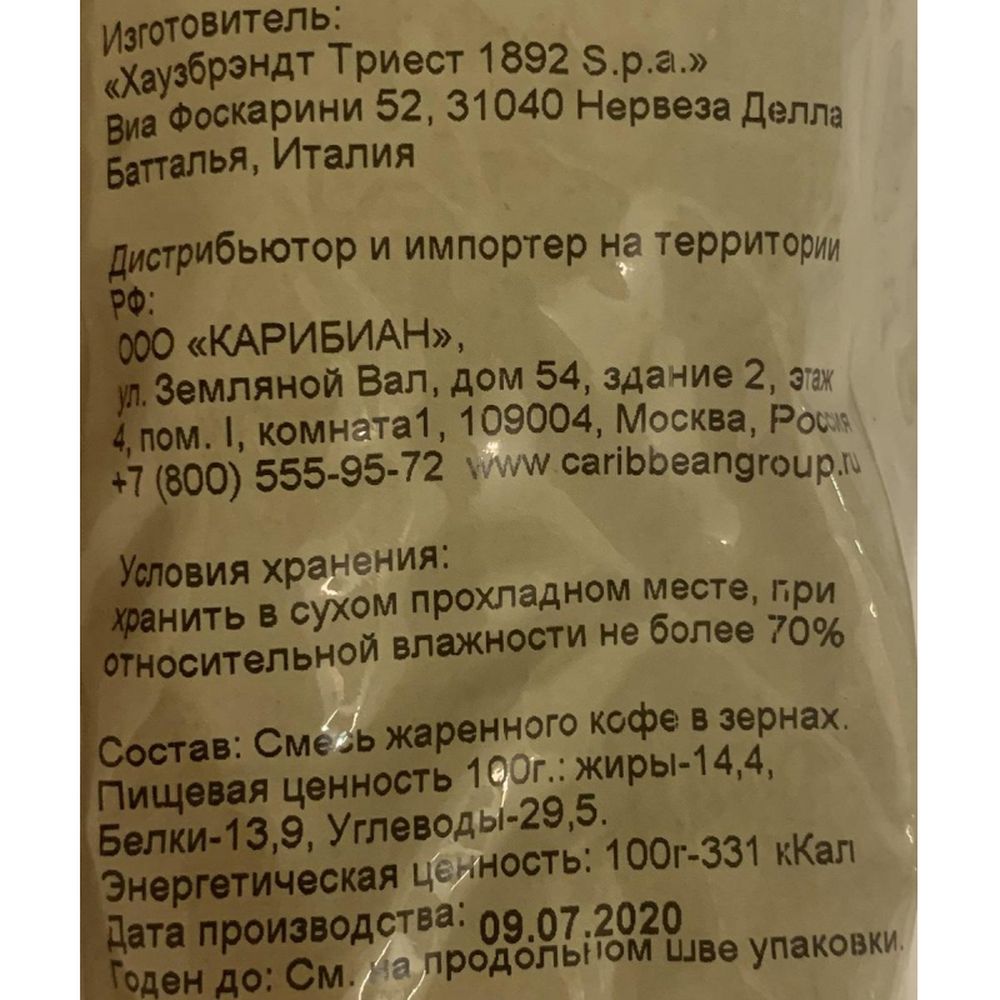 Изготовитель:
«Хаузбрэндт Триест 1892 S.p.a.»
Виа Фоскарини 52, 31040 Нервеза Делла
Батталья, Италия
Дистрибьютор и импортер на территории
РФ:
ООО «КАРИБИАН»,
ул. Земляной Вал, дом 54, здание 2, этаж
4, пом. I, комната1, 109004, Москва, Россия
+7 (800) 555-95-72 www caribbeangroup.ru
Условия хранения:
хранить в сухом прохладном месте, при
относительной влажности не более 70%
Состав: Смесь жаренного кофе в зернах.
Пищевая ценность 100г.: жиры-14,4,
Белки-13,9, Углеводы-29,5.
Энергетическая ценность: 100г-331 кКал
Дата производства: 09.07.2020
Годен до: См. на продольном шве упаковки.